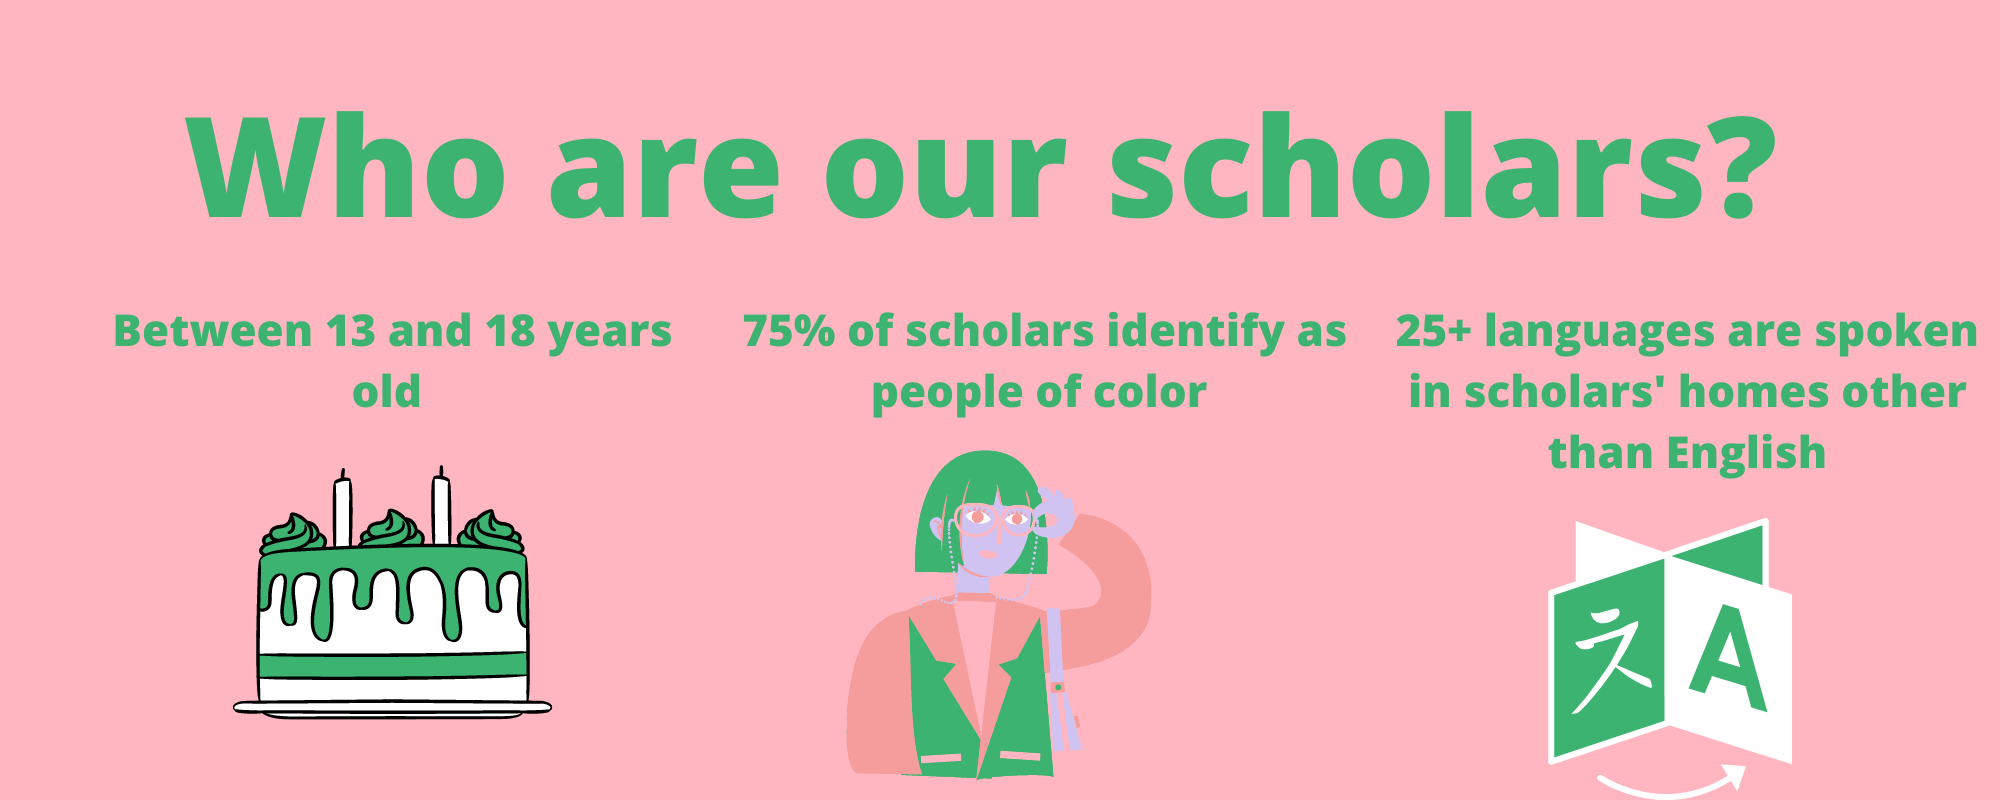 Who are our scholars?
Between 13 and 18 years
old
75% of scholars identify as
people of color
25+ languages are spoken
in scholars' homes other
than English
A